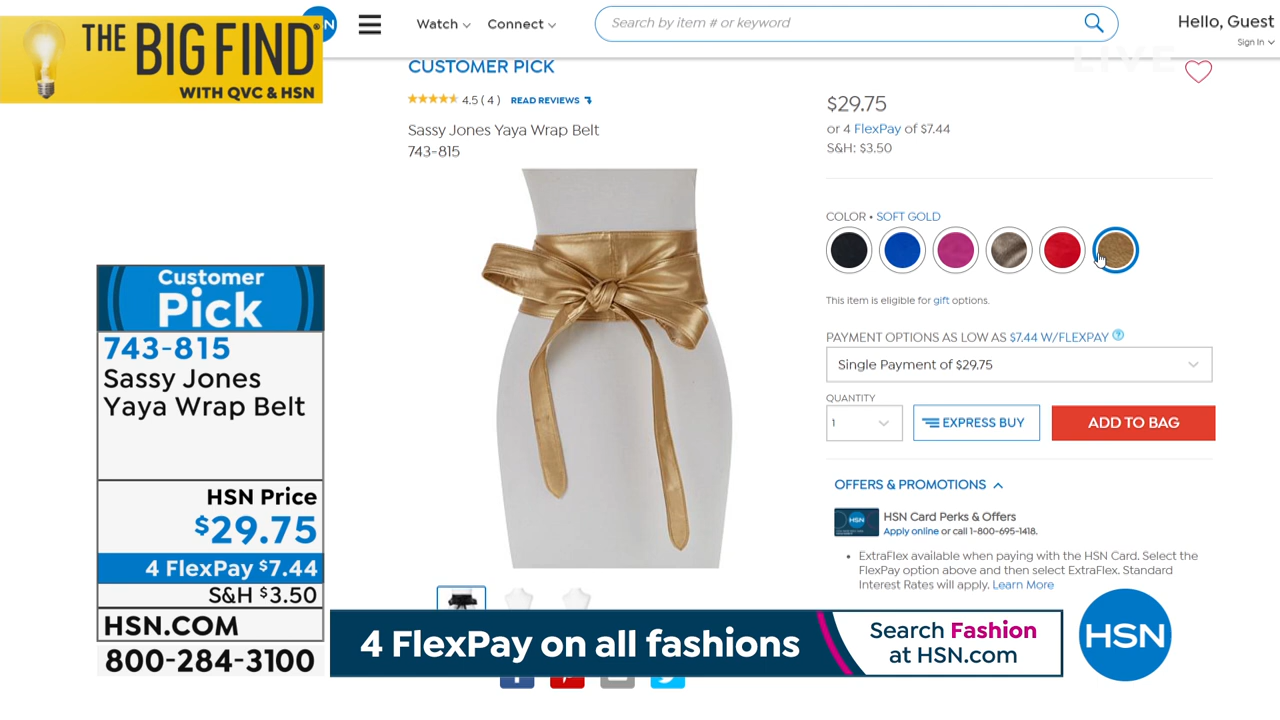 THE BIG FIND®
WITH QVC & HSN
Watch
Connect
Search by item # or keyword
Hello, Guest
Sign In
LIVE
CUSTOMER PICK
4.5 ( 4 ) READ REVIEWS
Sassy Jones Yaya Wrap Belt
743-815
$29.75
or 4 FlexPay of $7.44
S&H: $3.50
COLOR • SOFT GOLD
This item is eligible for gift options.
PAYMENT OPTIONS AS LOW AS $7.44 W/FLEXPAY ?
Single Payment of $29.75
QUANTITY
1
EXPRESS BUY
ADD TO BAG
OFFERS & PROMOTIONS
HSN
HSN Card Perks & Offers
Apply online or call 1-800-695-1418.
• ExtraFlex available when paying with the HSN Card. Select the
FlexPay option above and then select ExtraFlex. Standard
Interest Rates will apply. Learn More
Customer
Pick
743-815
Sassy Jones
Yaya Wrap Belt
HSN Price
$29.75
4 FlexPay $7.44
S&H $3.50
HSN.COM
800-284-3100
4 FlexPay on all fashions
Search Fashion
at HSN.com
HSN